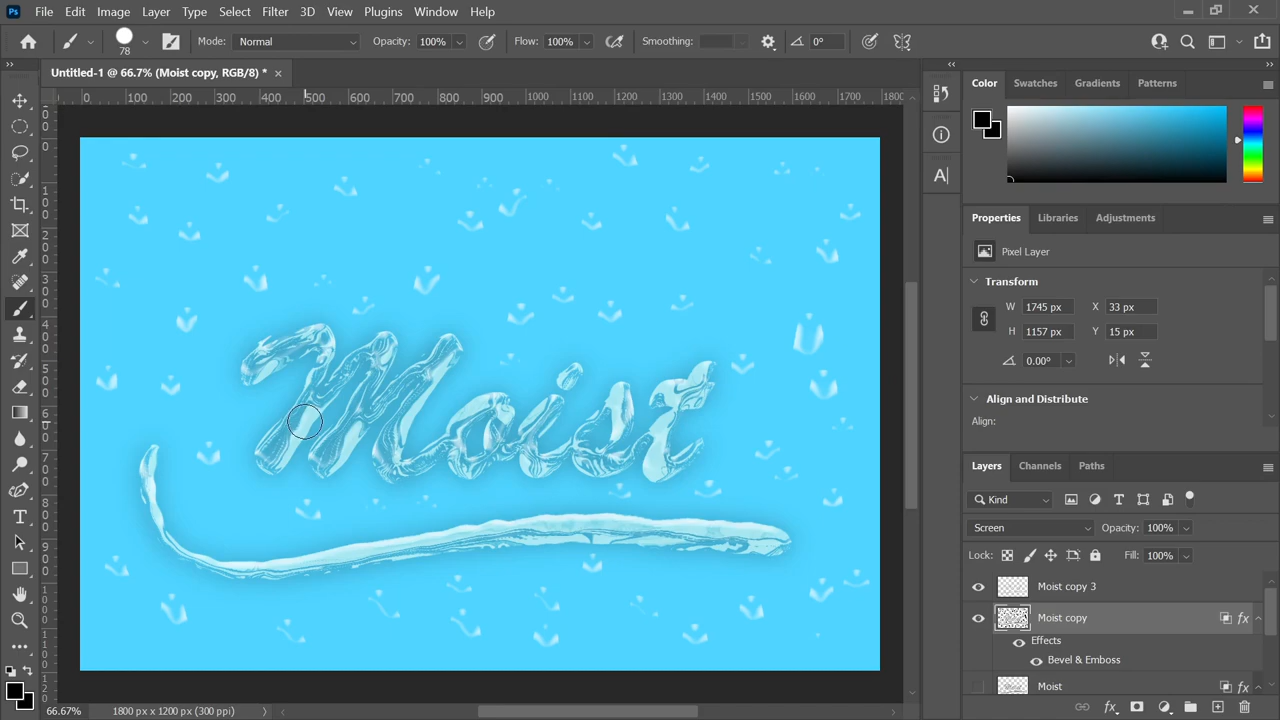 Ps File Edit Image Layer Type Select Filter 3D View Plugins Window Help
78 Mode: Normal Opacity: 100% Flow: 100% Smoothing: 0°
Untitled-1 @ 66.7% (Moist copy, RGB/8) *
0 100 200 300 400 500 600 700 800 900 1000 1100 1200 1300 1400 1500 1600 1700 1800
Moist
66.67% 1800 px x 1200 px (300 ppi)
Color Swatches Gradients Patterns
Properties Libraries Adjustments
Pixel Layer
Transform
W 1745 px X 33 px
H 1157 px Y 15 px
0.00°
Align and Distribute
Align:
Layers Channels Paths
Kind
Screen Opacity: 100%
Lock: Fill: 100%
Moist copy 3
Moist copy fx
Effects
Bevel & Emboss
Moist fx
fx